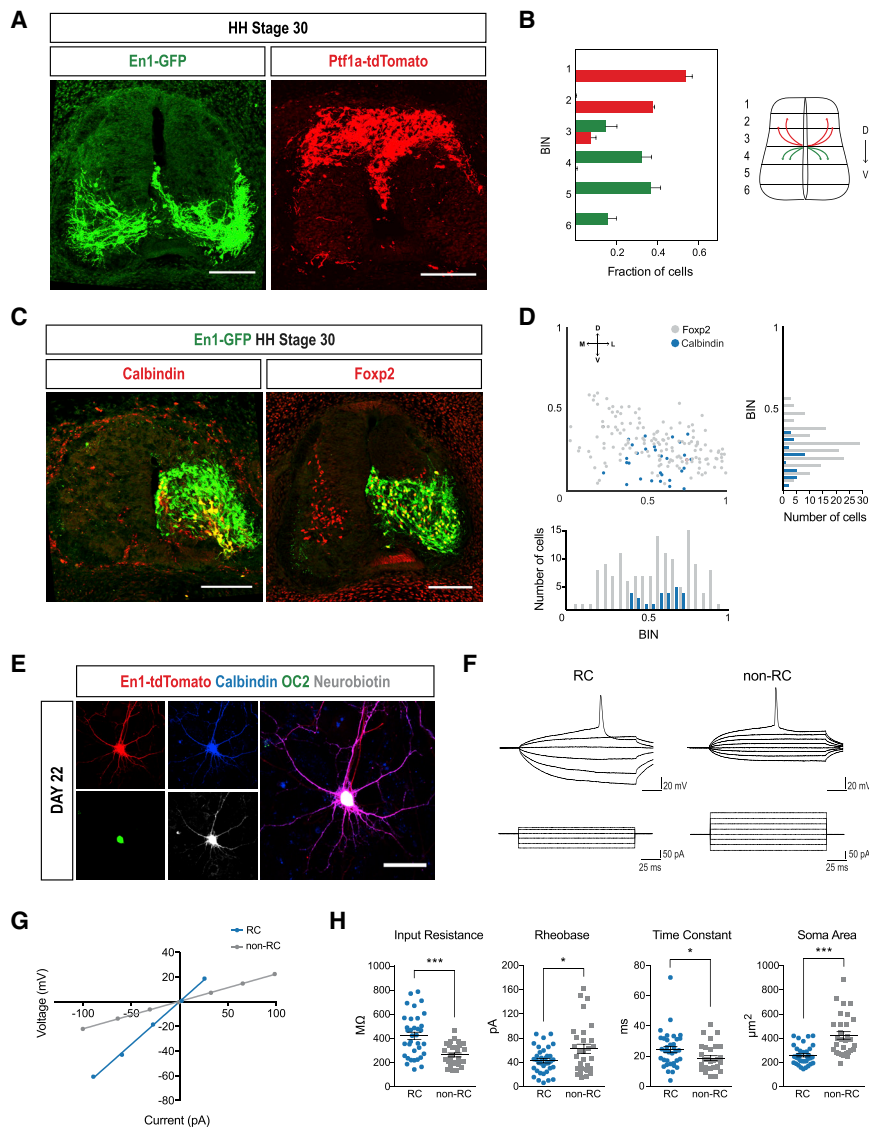 A
HH Stage 30
En1-GFP
Ptf1a-tdTomato
B
BIN
1
2
3
4
5
6
0.2
0.4
0.6
Fraction of cells
1
2
3
4
5
6
D
V
C
En1-GFP HH Stage 30
Calbindin
Foxp2
D
1
0.5
0
0.5
1
D
M
L
V
Foxp2
Calbindin
1
0.5
BIN
0 5 10 15 20 25 30
Number of cells
Number of cells
15
10
5
0
0.5
1
BIN
E
En1-tdTomato Calbindin OC2 Neurobiotin
DAY 22
F
RC
non-RC
20 mV
20 mV
50 pA
25 ms
50 pA
25 ms
G
RC
non-RC
Voltage (mV)
40
20
-20
-40
-60
-80
-100
-50
0
50
100
Current (pA)
H
Input Resistance
***
MΩ
1000
800
600
400
200
0
RC non-RC
Rheobase
*
pA
200
160
120
80
40
0
RC non-RC
Time Constant
*
ms
80
60
40
20
0
RC non-RC
Soma Area
***
µm2
1000
800
600
400
200
0
RC non-RC